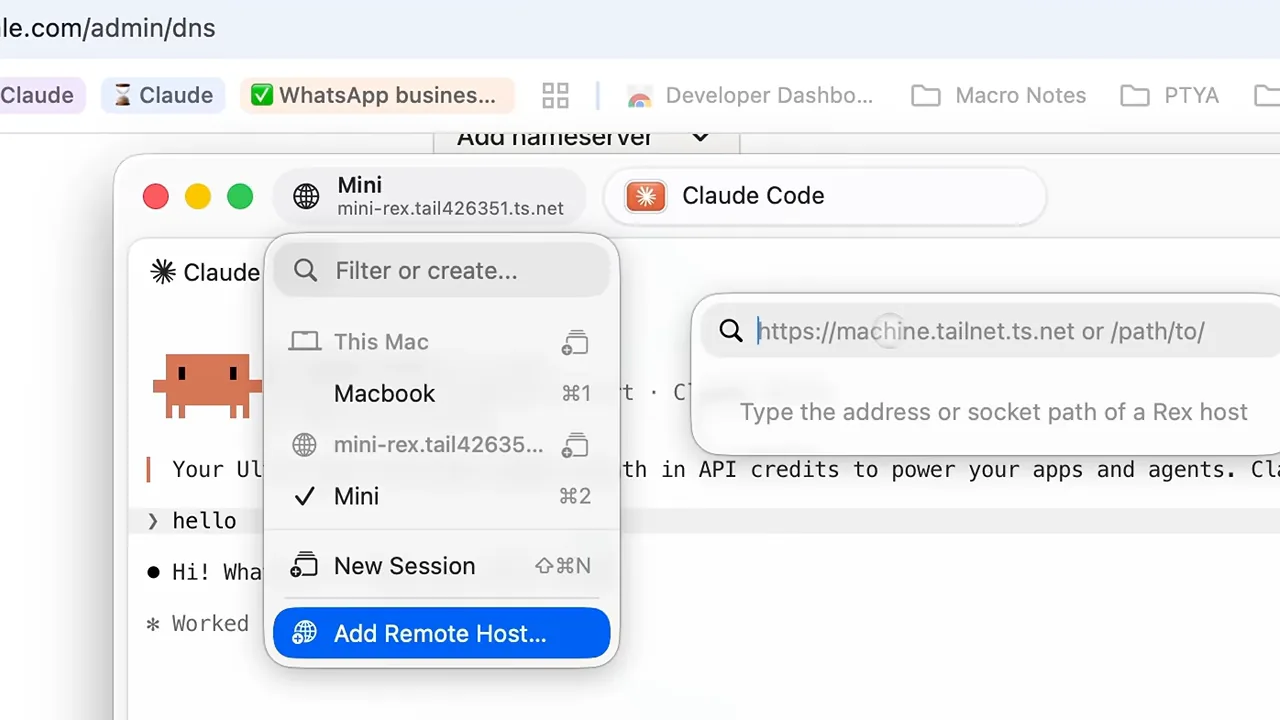 le.com/admin/dns
Claude
Claude
WhatsApp busines...
Developer Dashbo...
Macro Notes
PTYA
Add nameserver
Mini
mini-rex.tail426351.ts.net
Claude Code
Claude
Filter or create...
This Mac
Macbook ⌘1
mini-rex.tail42635...
Mini ⌘2
New Session ⇧⌘N
Add Remote Host...
https://machine.tailnet.ts.net or /path/to/
Type the address or socket path of a Rex host
Your Ul
th in API credits to power your apps and agents. Cla
❯ hello
● Hi! Wha
✻ Worked